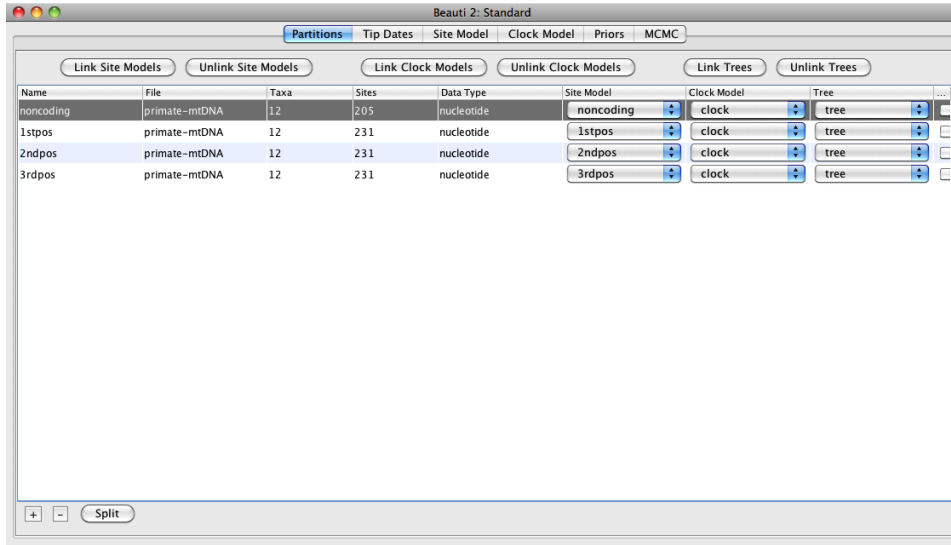 Beauti 2: Standard
Partitions Tip Dates Site Model Clock Model Priors MCMC
Link Site Models Unlink Site Models Link Clock Models Unlink Clock Models Link Trees Unlink Trees
Name File Taxa Sites Data Type Site Model Clock Model Tree ...
noncoding primate-mtDNA 12 205 nucleotide noncoding clock tree
1stpos primate-mtDNA 12 231 nucleotide 1stpos clock tree
2ndpos primate-mtDNA 12 231 nucleotide 2ndpos clock tree
3rdpos primate-mtDNA 12 231 nucleotide 3rdpos clock tree
+ - Split